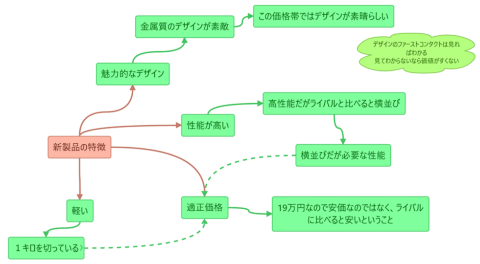 この価格帯ではデザインが素晴らしい
金属質のデザインが素敵
デザインのファーストコンタクトは見れ
ばわかる
見てわからないなら価値がすくない
魅力的なデザイン
高性能だがライバルと比べると横並び
性能が高い
新製品の特徴
横並びだが必要な性能
軽い
適正価格
19万円なので安価なのではなく、ライバル
に比べると安いということ
１キロを切っている